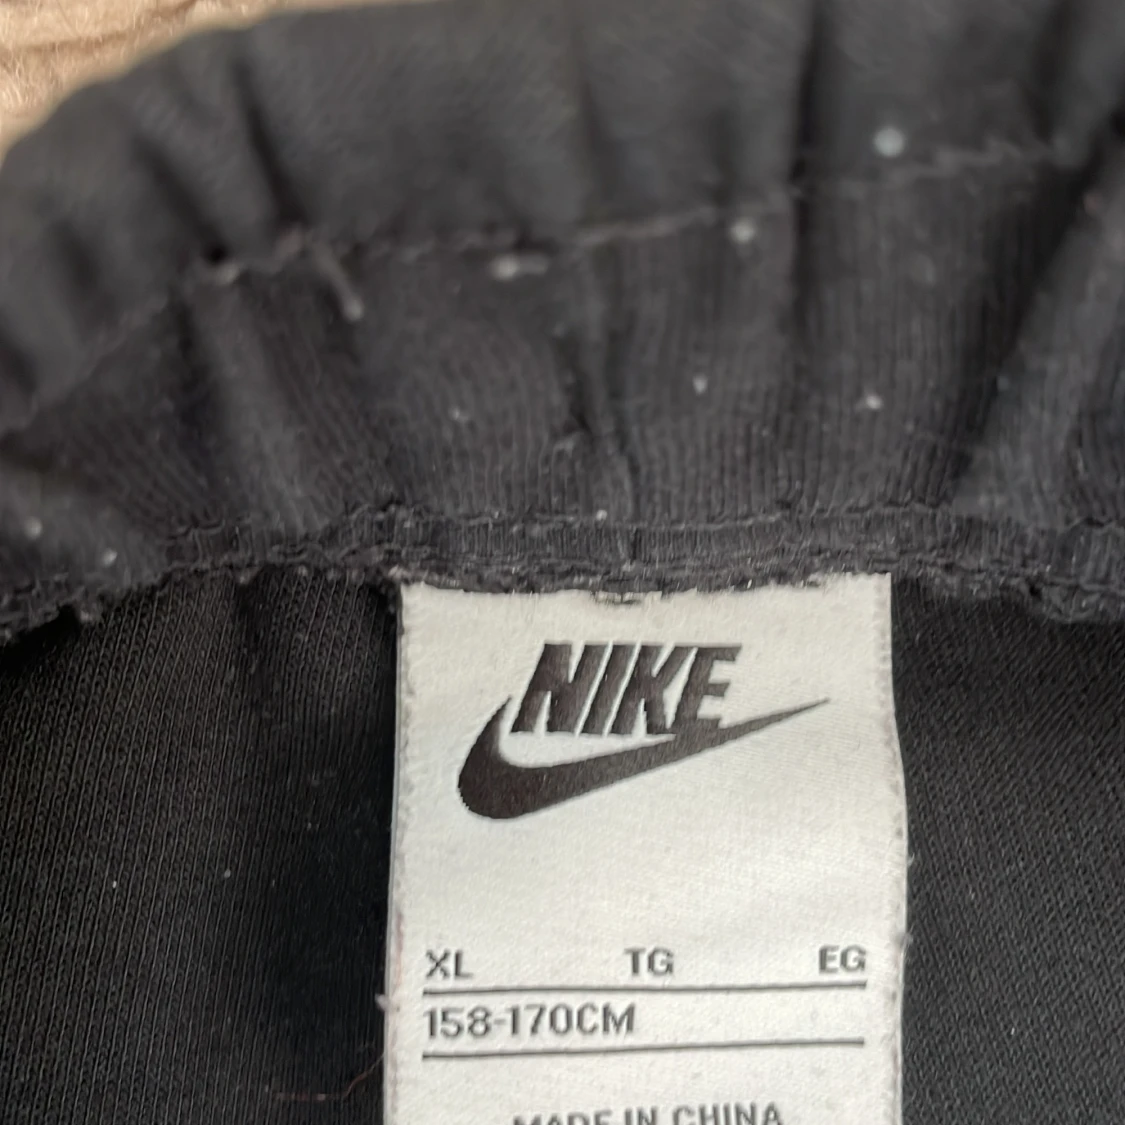 NIKE
XL TG EG
158-170CM
MADE IN CHINA